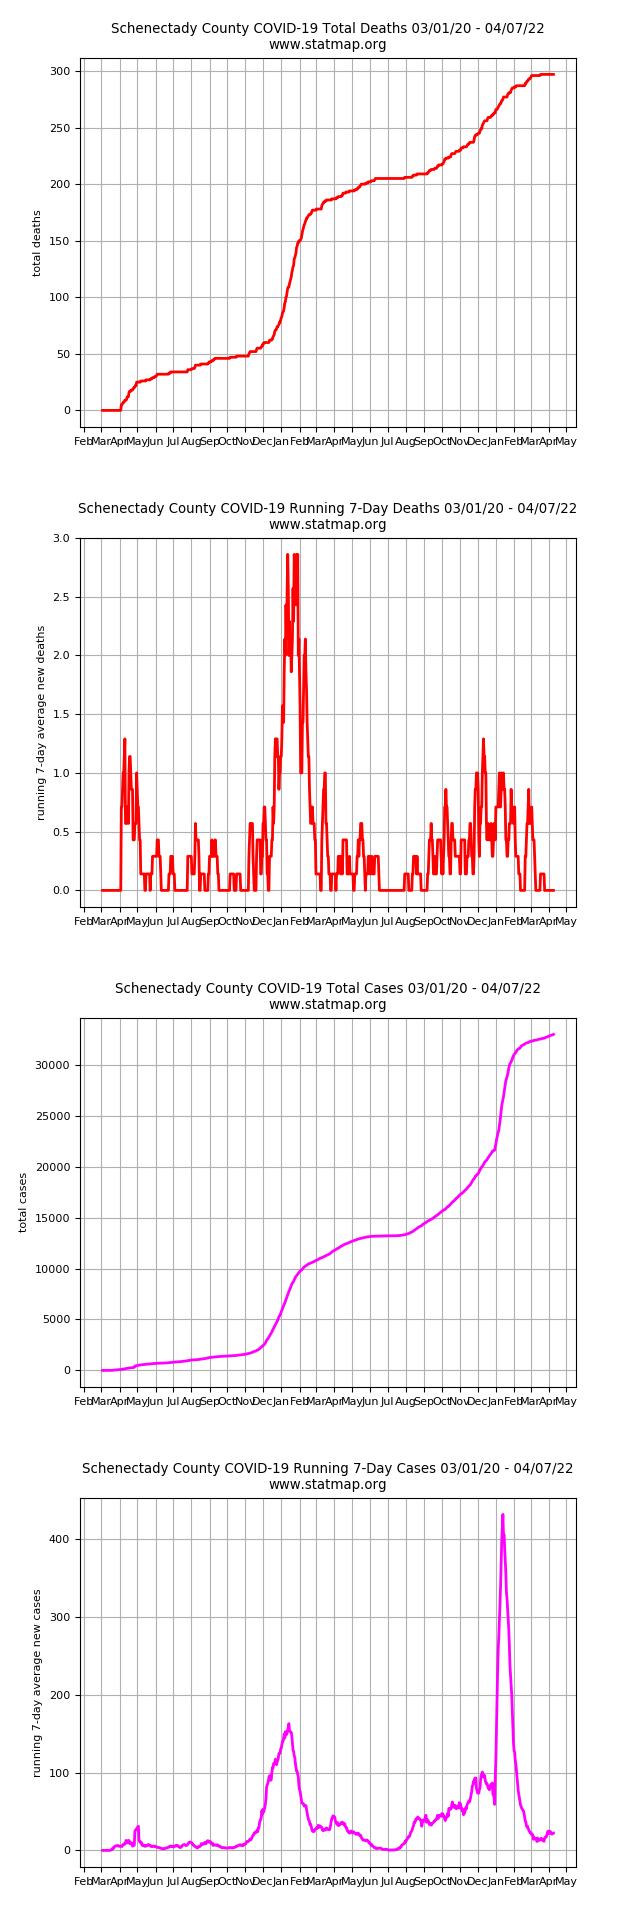 Schenectady County COVID-19 Total Deaths 03/01/20 - 04/07/22
www.statmap.org
300
250
200
150
100
50
0
total deaths
Feb Mar Apr May Jun Jul Aug Sep Oct Nov Dec Jan Feb Mar Apr May Jun Jul Aug Sep Oct Nov Dec Jan Feb Mar Apr May
Schenectady County COVID-19 Running 7-Day Deaths 03/01/20 - 04/07/22
www.statmap.org
3.0
2.5
2.0
1.5
1.0
0.5
0.0
running 7-day average new deaths
Feb Mar Apr May Jun Jul Aug Sep Oct Nov Dec Jan Feb Mar Apr May Jun Jul Aug Sep Oct Nov Dec Jan Feb Mar Apr May
Schenectady County COVID-19 Total Cases 03/01/20 - 04/07/22
www.statmap.org
30000
25000
20000
15000
10000
5000
0
total cases
Feb Mar Apr May Jun Jul Aug Sep Oct Nov Dec Jan Feb Mar Apr May Jun Jul Aug Sep Oct Nov Dec Jan Feb Mar Apr May
Schenectady County COVID-19 Running 7-Day Cases 03/01/20 - 04/07/22
www.statmap.org
400
300
200
100
0
running 7-day average new cases
Feb Mar Apr May Jun Jul Aug Sep Oct Nov Dec Jan Feb Mar Apr May Jun Jul Aug Sep Oct Nov Dec Jan Feb Mar Apr May